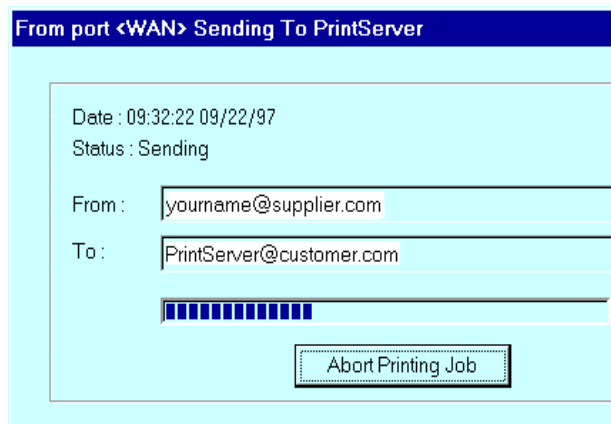 From port <WAN> Sending To PrintServer
Date : 09:32:22 09/22/97
Status : Sending
From : yourname@supplier.com
To : PrintServer@customer.com
Abort Printing Job